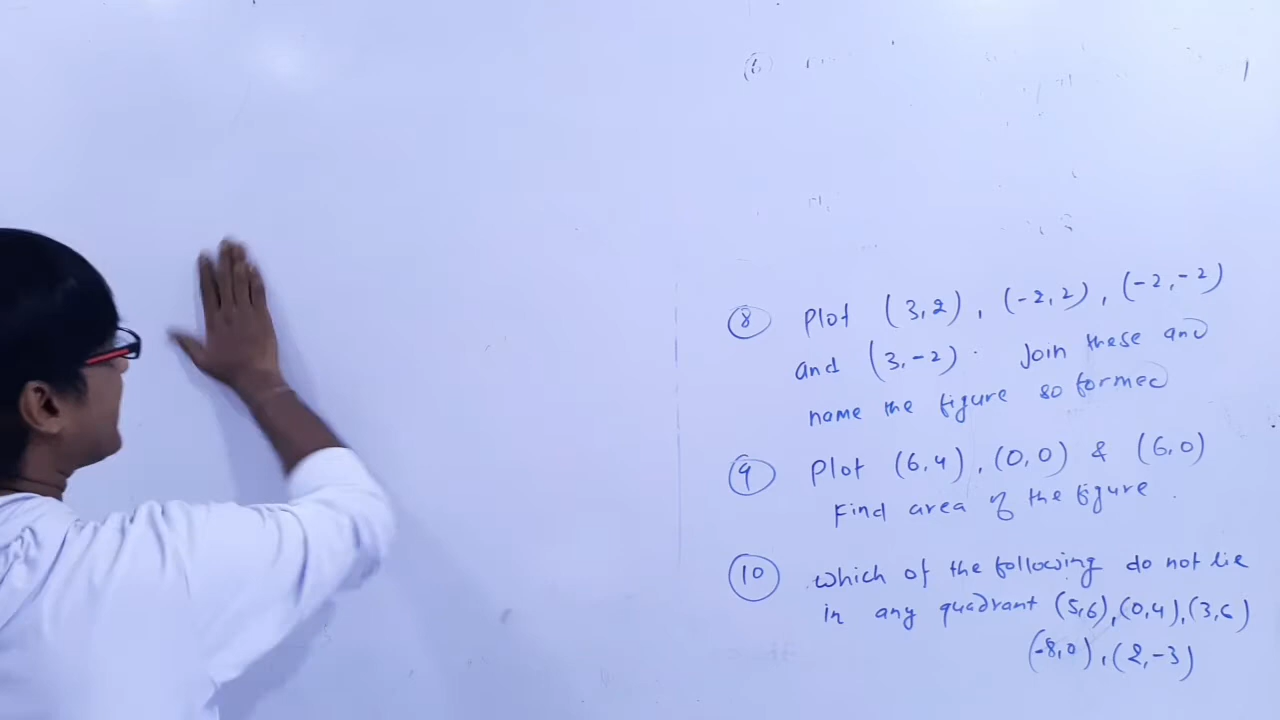 (8) Plot (3,2), (-2,2), (-2,-2)
and (3,-2). Join these and
name the figure so formed
(9) Plot (6,4), (0,0) & (6,0)
Find area of the figure.
(10) Which of the following do not lie
in any quadrant (5,6), (0,4), (3,6)
(-8,0), (2,-3)